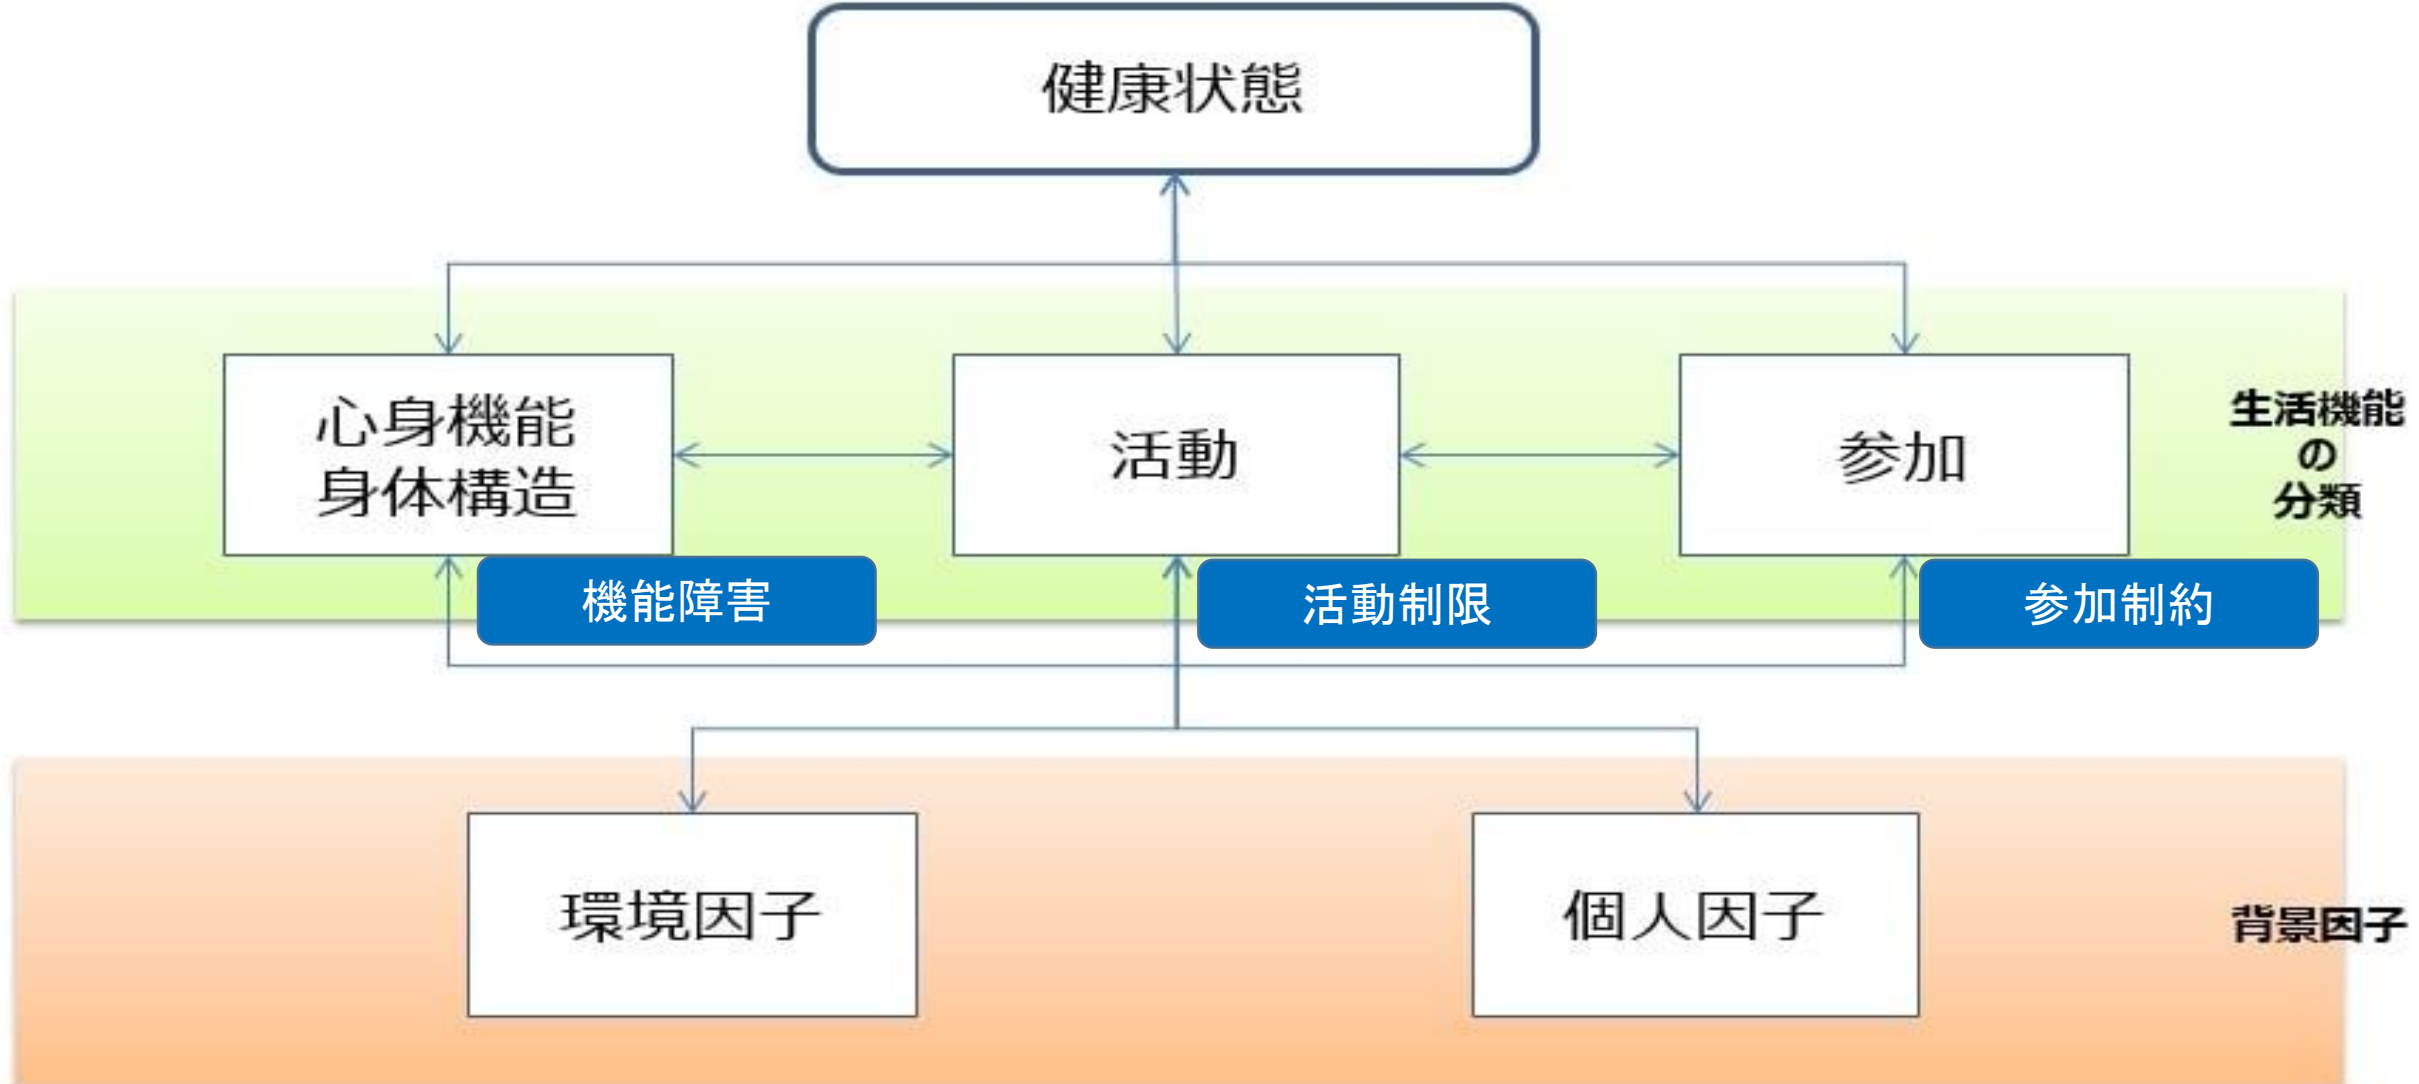 健康状態
心身機能
身体構造
活動
参加
生活機能
の
分類
機能障害
活動制限
参加制約
環境因子
個人因子
背景因子